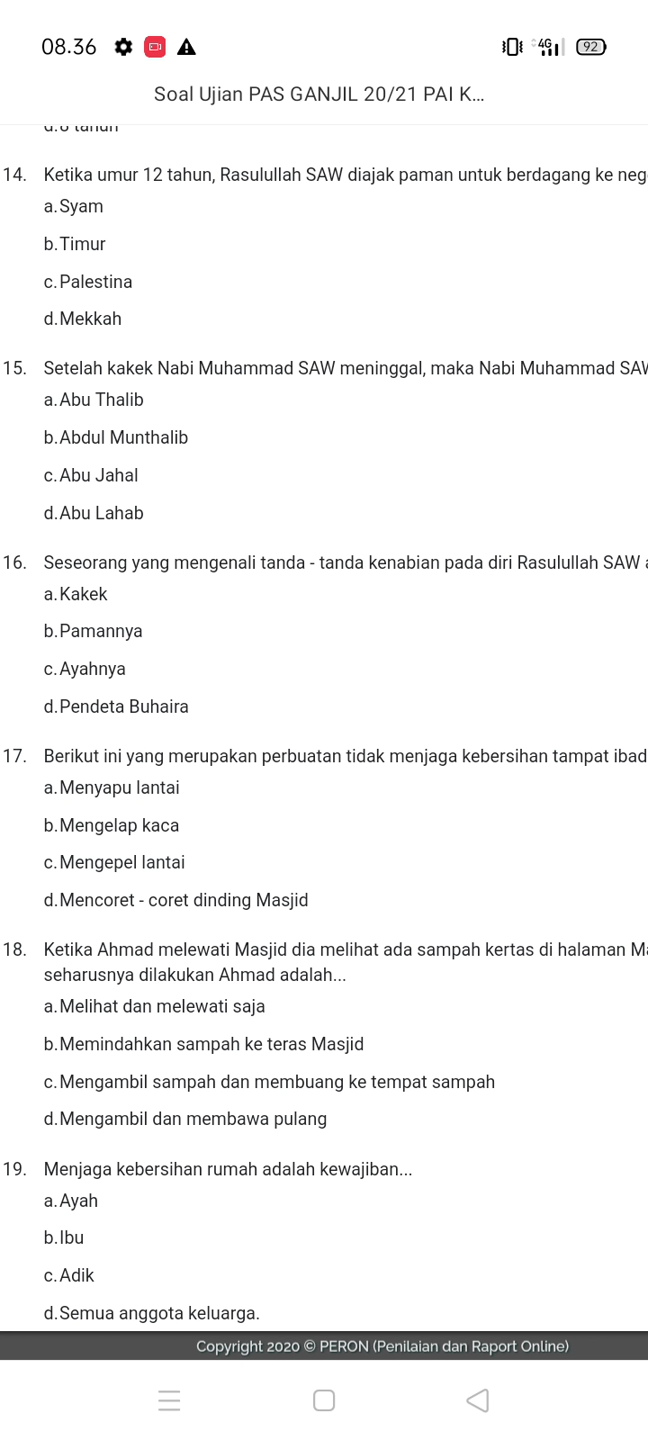 08.36
4G
92
Soal Ujian PAS GANJIL 20/21 PAI K...
14. Ketika umur 12 tahun, Rasulullah SAW diajak paman untuk berdagang ke neg
a.Syam
b.Timur
c.Palestina
d.Mekkah
15. Setelah kakek Nabi Muhammad SAW meninggal, maka Nabi Muhammad SAW
a.Abu Thalib
b.Abdul Munthalib
c.Abu Jahal
d.Abu Lahab
16. Seseorang yang mengenali tanda - tanda kenabian pada diri Rasulullah SAW
a.Kakek
b.Pamannya
c.Ayahnya
d.Pendeta Buhaira
17. Berikut ini yang merupakan perbuatan tidak menjaga kebersihan tampat ibad
a.Menyapu lantai
b.Mengelap kaca
c.Mengepel lantai
d.Mencoret - coret dinding Masjid
18. Ketika Ahmad melewati Masjid dia melihat ada sampah kertas di halaman Ma
seharusnya dilakukan Ahmad adalah...
a.Melihat dan melewati saja
b.Memindahkan sampah ke teras Masjid
c.Mengambil sampah dan membuang ke tempat sampah
d.Mengambil dan membawa pulang
19. Menjaga kebersihan rumah adalah kewajiban...
a.Ayah
b.Ibu
c.Adik
d.Semua anggota keluarga.
Copyright 2020 © PERON (Penilaian dan Raport Online)